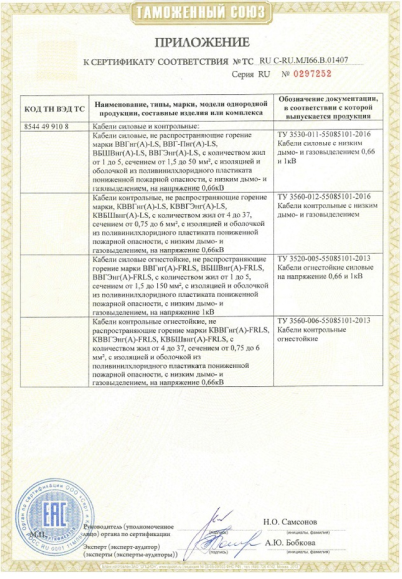 ТАМОЖЕННЫЙ СОЮЗ
ПРИЛОЖЕНИЕ
К СЕРТИФИКАТУ СООТВЕТСТВИЯ № ТС RU C-RU.МЛ66.В.01407
Серия RU № 0297252
КОД ТН ВЭД ТС
Наименование, типы, марки, модели однородной
продукции, составные изделия или комплекса
Обозначение документации,
в соответствии с которой
выпускается продукция
8544 49 910 8
Кабели силовые и контрольные:
Кабели силовые, не распространяющие горение
марки ВВГнг(А)-LS, ВВГ-Пнг(А)-LS,
ВБШВнг(А)-LS, ВВГЭнг(А)-LS, с количеством жил
от 1 до 5, сечением от 1,5 до 50 мм², с изоляцией и
оболочкой из поливинилхлоридного пластиката
пониженной пожарной опасности, с низким дымо- и
газовыделением, на напряжение 0,66кВ
ТУ 3530-011-55085101-2016
Кабели силовые с низким
дымо- и газовыделением 0,66
и 1кВ
Кабели контрольные, не распространяющие горение
марки, КВВГнг(А)-LS, КВВГЭнг(А)-LS,
КВБШвнг(А)-LS, с количеством жил от 4 до 37,
сечением от 0,75 до 6 мм², с изоляцией и оболочкой
из поливинилхлоридного пластиката пониженной
пожарной опасности, с низким дымо- и
газовыделением, на напряжение 0,66кВ
ТУ 3560-012-55085101-2016
Кабели контрольные с низким
дымо- и газовыделением
Кабели силовые огнестойкие, не распространяющие
горение марки ВВГнг(А)-FRLS, ВБШВнг(А)-FRLS,
ВВГЭнг(А)-FRLS, с количеством жил от 1 до 5,
сечением от 1,5 до 150 мм², с изоляцией и оболочкой
из поливинилхлоридного пластиката пониженной
пожарной опасности, с низким дымо- и
газовыделением, на напряжение 1кВ
ТУ 3520-005-55085101-2013
Кабели огнестойкие силовые
на напряжение 0,66 и 1кВ
Кабели контрольные огнестойкие, не
распространяющие горение марки КВВГнг(А)-FRLS,
КВВГЭнг(А)-FRLS, КВБШвнг(А)-FRLS, с
количеством жил от 4 до 37, сечением от 0,75 до 6
мм², с изоляцией и оболочкой из
поливинилхлоридного пластиката пониженной
пожарной опасности, с низким дымо- и
газовыделением, на напряжение 0,66кВ
ТУ 3560-006-55085101-2013
Кабели контрольные
огнестойкие
ЕАС
М.П.
Руководитель (уполномоченное
лицо) органа по сертификации
(подпись)
Н.О. Самсонов
(инициалы, фамилия)
Эксперт (эксперт-аудитор)
(эксперты (эксперты-аудиторы))
(подпись)
А.Ю. Бобкова
(инициалы, фамилия)